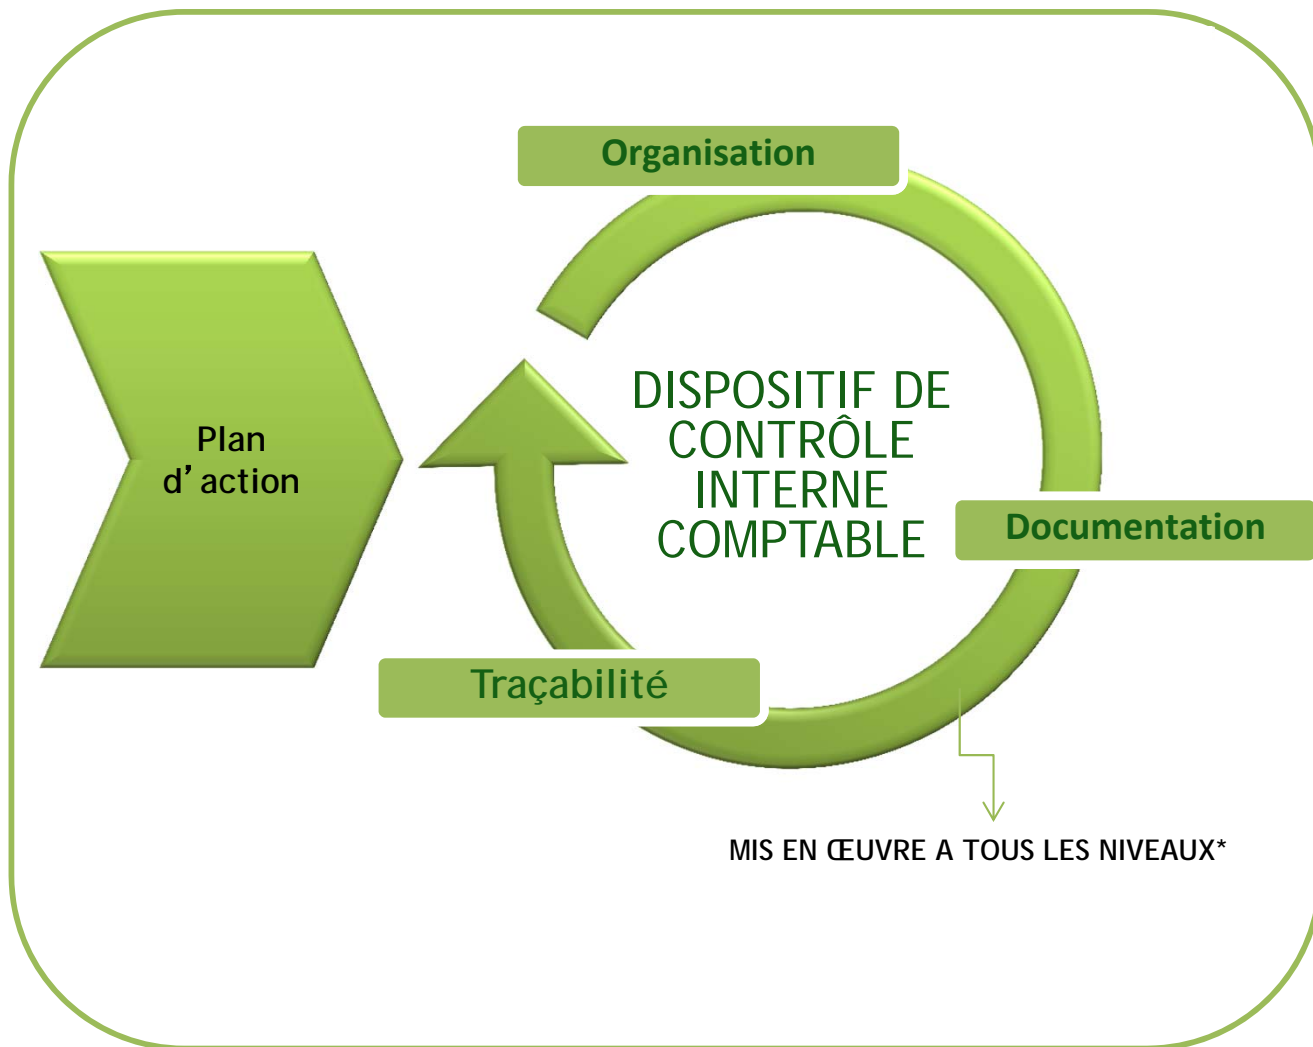 Organisation
Plan
d'action
DISPOSITIF DE
CONTRÔLE
INTERNE
COMPTABLE
Documentation
Traçabilité
MIS EN ŒUVRE A TOUS LES NIVEAUX*